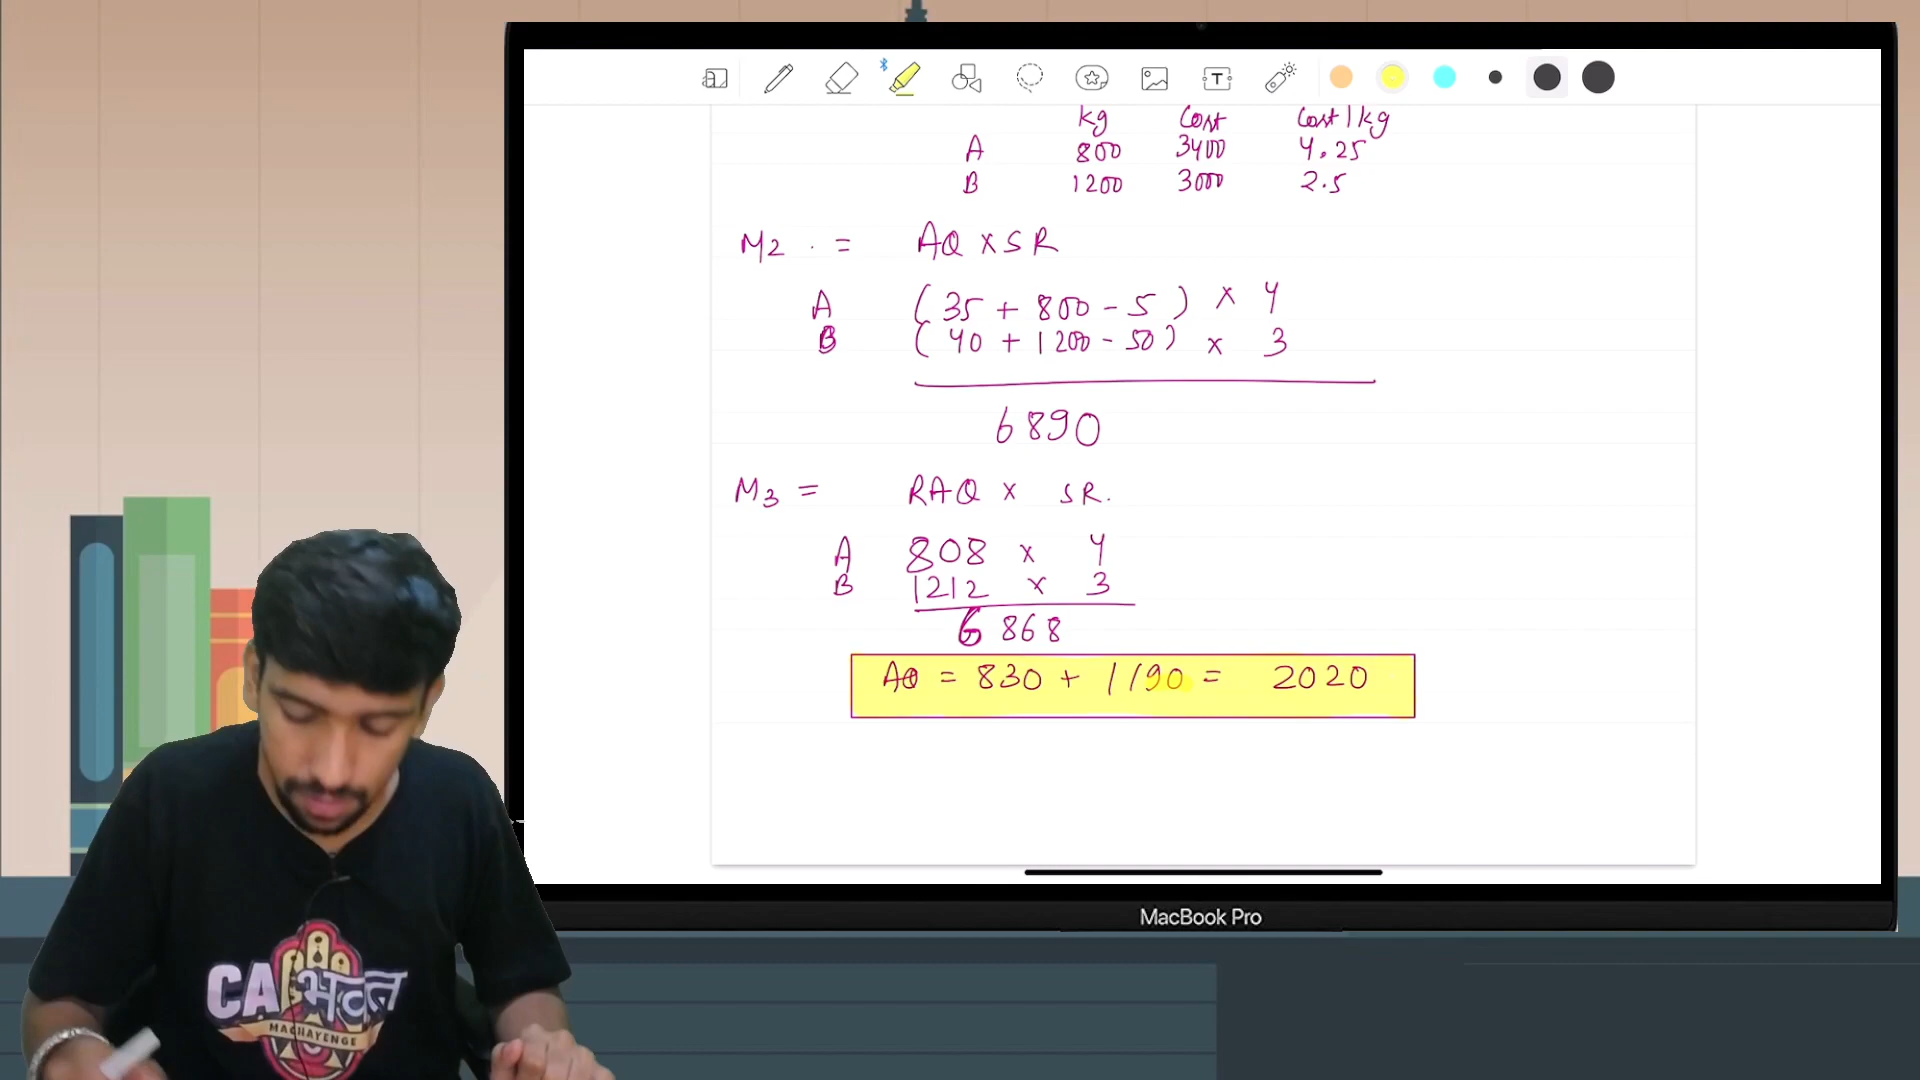 kg Cost Cost/kg
A 800 3400 4.25
B 1200 3000 2.5
M2 = AQ x SR
A (35 + 800 - 5) x 4
B (40 + 1200 - 50) x 3
6890
M3 = RAQ x SR.
A 808 x 4
B 1212 x 3
6868
AQ = 830 + 1190 = 2020
MacBook Pro
CA भक्त
MACHAYENGE
T